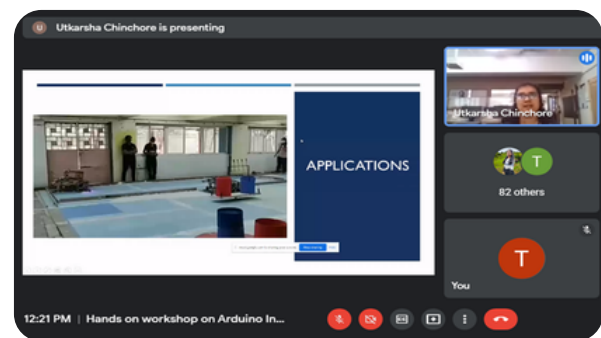 U Utkarsha Chinchore is presenting
Utkarsha Chinchore
APPLICATIONS
T
82 others
T
You
12:21 PM | Hands on workshop on Arduino In...